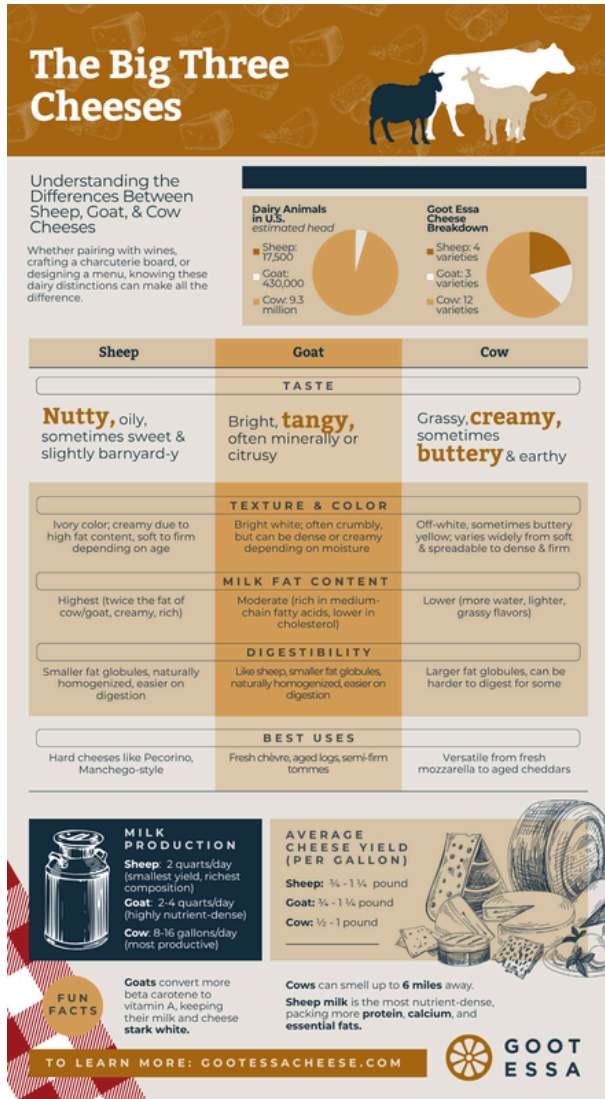 The Big Three
Cheeses
Understanding the
Differences Between
Sheep, Goat, & Cow
Cheeses
Whether pairing with wines,
crafting a charcuterie board, or
designing a menu, knowing these
dairy distinctions can make all the
difference.
Dairy Animals
in U.S.
estimated head
Sheep:
17,500
Goat:
430,000
Cow: 9.3
million
Goot Essa
Cheese
Breakdown
Sheep: 4
varieties
Goat: 3
varieties
Cow: 12
varieties
Sheep Goat Cow
TASTE
Nutty, oily,
sometimes sweet &
slightly barnyard-y
Bright, tangy,
often minerally or
citrusy
Grassy, creamy,
sometimes
buttery & earthy
TEXTURE & COLOR
Ivory color; creamy due to
high fat content, soft to firm
depending on age
Bright white; often crumbly,
but can be dense or creamy
depending on moisture
Off-white, sometimes buttery
yellow; varies widely from soft
& spreadable to dense & firm
MILK FAT CONTENT
Highest (twice the fat of
cow/goat, creamy, rich)
Moderate (rich in medium-
chain fatty acids, lower in
cholesterol)
Lower (more water, lighter,
grassy flavors)
DIGESTIBILITY
Smaller fat globules, naturally
homogenized, easier on
digestion
Like sheep, smaller fat globules,
naturally homogenized, easier on
digestion
Larger fat globules, can be
harder to digest for some
BEST USES
Hard cheeses like Pecorino,
Manchego-style
Fresh chèvre, aged logs, semi-firm
tommes
Versatile from fresh
mozzarella to aged cheddars
MILK
PRODUCTION
Sheep: 2 quarts/day
(smallest yield, richest
composition)
Goat: 2-4 quarts/day
(highly nutrient-dense)
Cow: 8-16 gallons/day
(most productive)
AVERAGE
CHEESE YIELD
(PER GALLON)
Sheep: ¾ - 1 ¼ pound
Goat: ¾ - 1 ¼ pound
Cow: ½ - 1 pound
FUN
FACTS
Goats convert more
beta carotene to
vitamin A, keeping
their milk and cheese
stark white.
Cows can smell up to 6 miles away.
Sheep milk is the most nutrient-dense,
packing more protein, calcium, and
essential fats.
TO LEARN MORE: GOOTESSACHEESE.COM
GOOT
ESSA